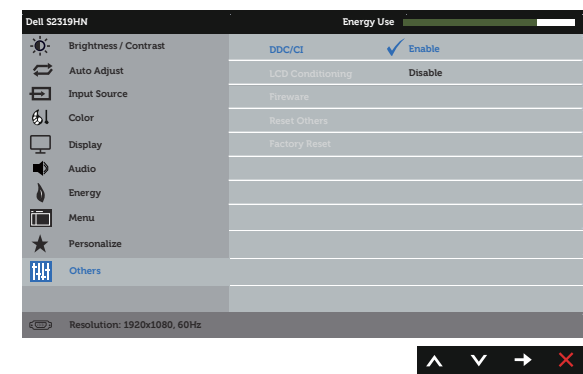 Dell S2319HN Energy Use
Brightness / Contrast DDC/CI Enable
Auto Adjust LCD Conditioning Disable
Input Source Fireware
Color Reset Others
Display Factory Reset
Audio
Energy
Menu
Personalize
Others
Resolution: 1920x1080, 60Hz